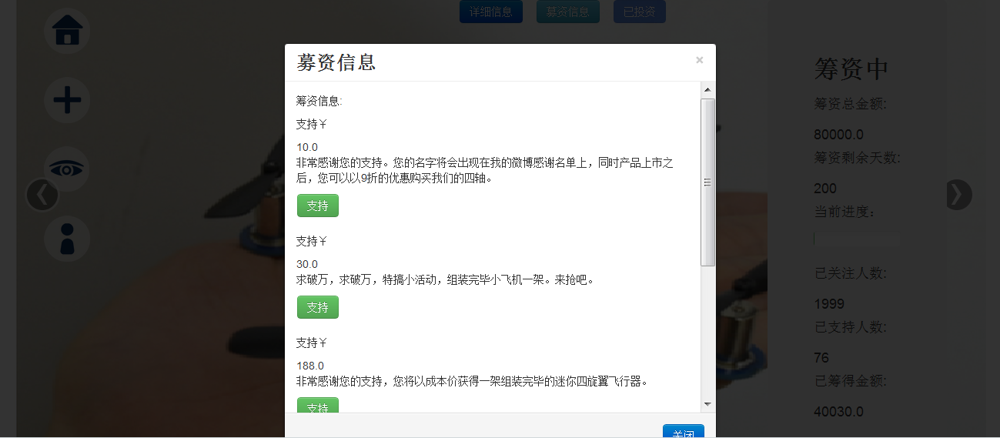 详细信息 募资信息 已投资
募资信息 ×
筹资信息:
支持￥
10.0
非常感谢您的支持。您的名字将会出现在我的微博感谢名单上，同时产品上市之
后，您可以以9折的优惠购买我们的四轴。
支持
支持￥
30.0
求破万，求破万，特搞小活动，组装完毕小飞机一架。来抢吧。
支持
支持￥
188.0
非常感谢您的支持，您将以成本价获得一架组装完毕的迷你四旋翼飞行器。
支持
关闭
筹资中
筹资总金额:
80000.0
筹资剩余天数:
200
当前进度：
已关注人数:
1999
已支持人数:
76
已筹得金额:
40030.0